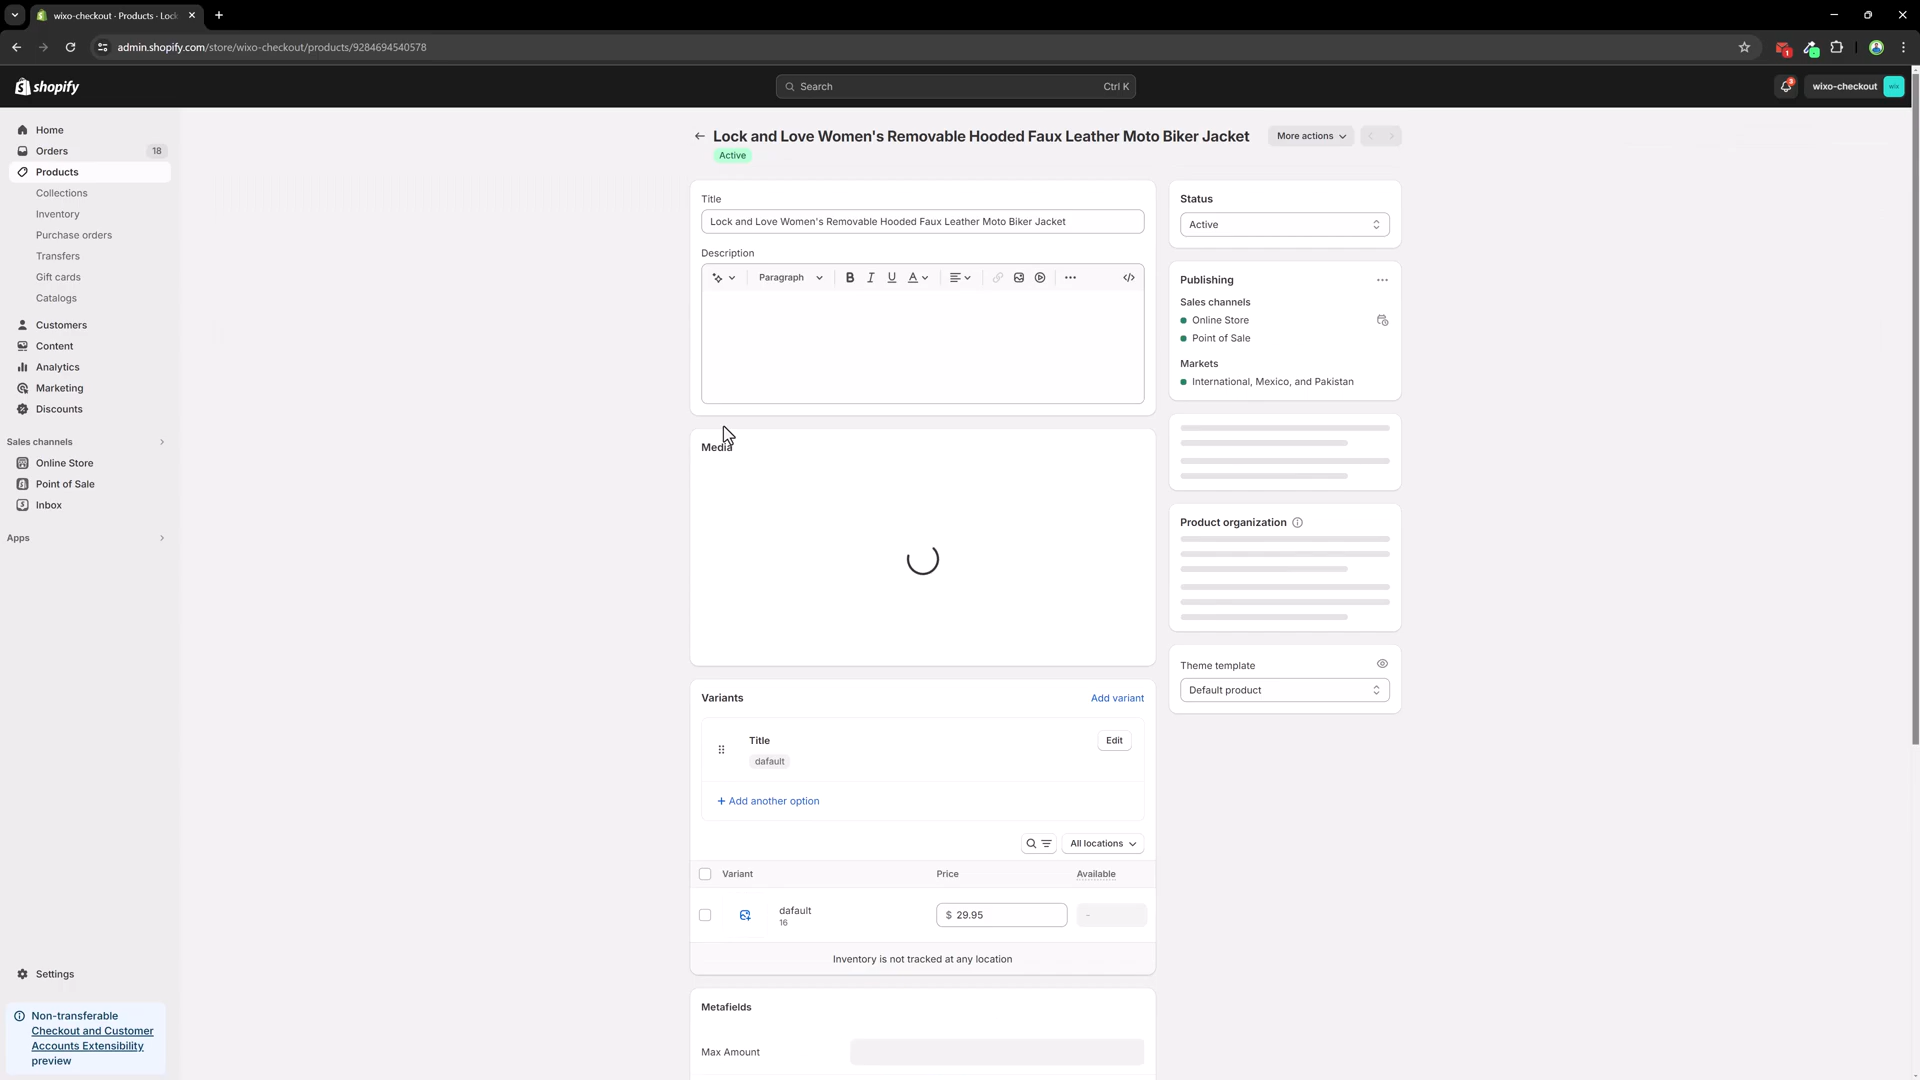 wixo-checkout · Products · Lock
admin.shopify.com/store/wixo-checkout/products/9284694540578
1
shopify
Search
Ctrl K
3
wixo-checkout
wix
Home
Orders
18
Products
Collections
Inventory
Purchase orders
Transfers
Gift cards
Catalogs
Customers
Content
Analytics
Marketing
Discounts
Sales channels
Online Store
Point of Sale
Inbox
Apps
Settings
Non-transferable
Checkout and Customer
Accounts Extensibility
preview
Lock and Love Women's Removable Hooded Faux Leather Moto Biker Jacket
More actions
Active
Title
Lock and Love Women's Removable Hooded Faux Leather Moto Biker Jacket
Description
Paragraph
B I U A
Media
Variants
Add variant
Title
Edit
dafault
+ Add another option
All locations
Variant
Price
Available
dafault
$ 29.95
-
16
Inventory is not tracked at any location
Metafields
Max Amount
Status
Active
Publishing
Sales channels
Online Store
Point of Sale
Markets
International, Mexico, and Pakistan
Product organization
Theme template
Default product